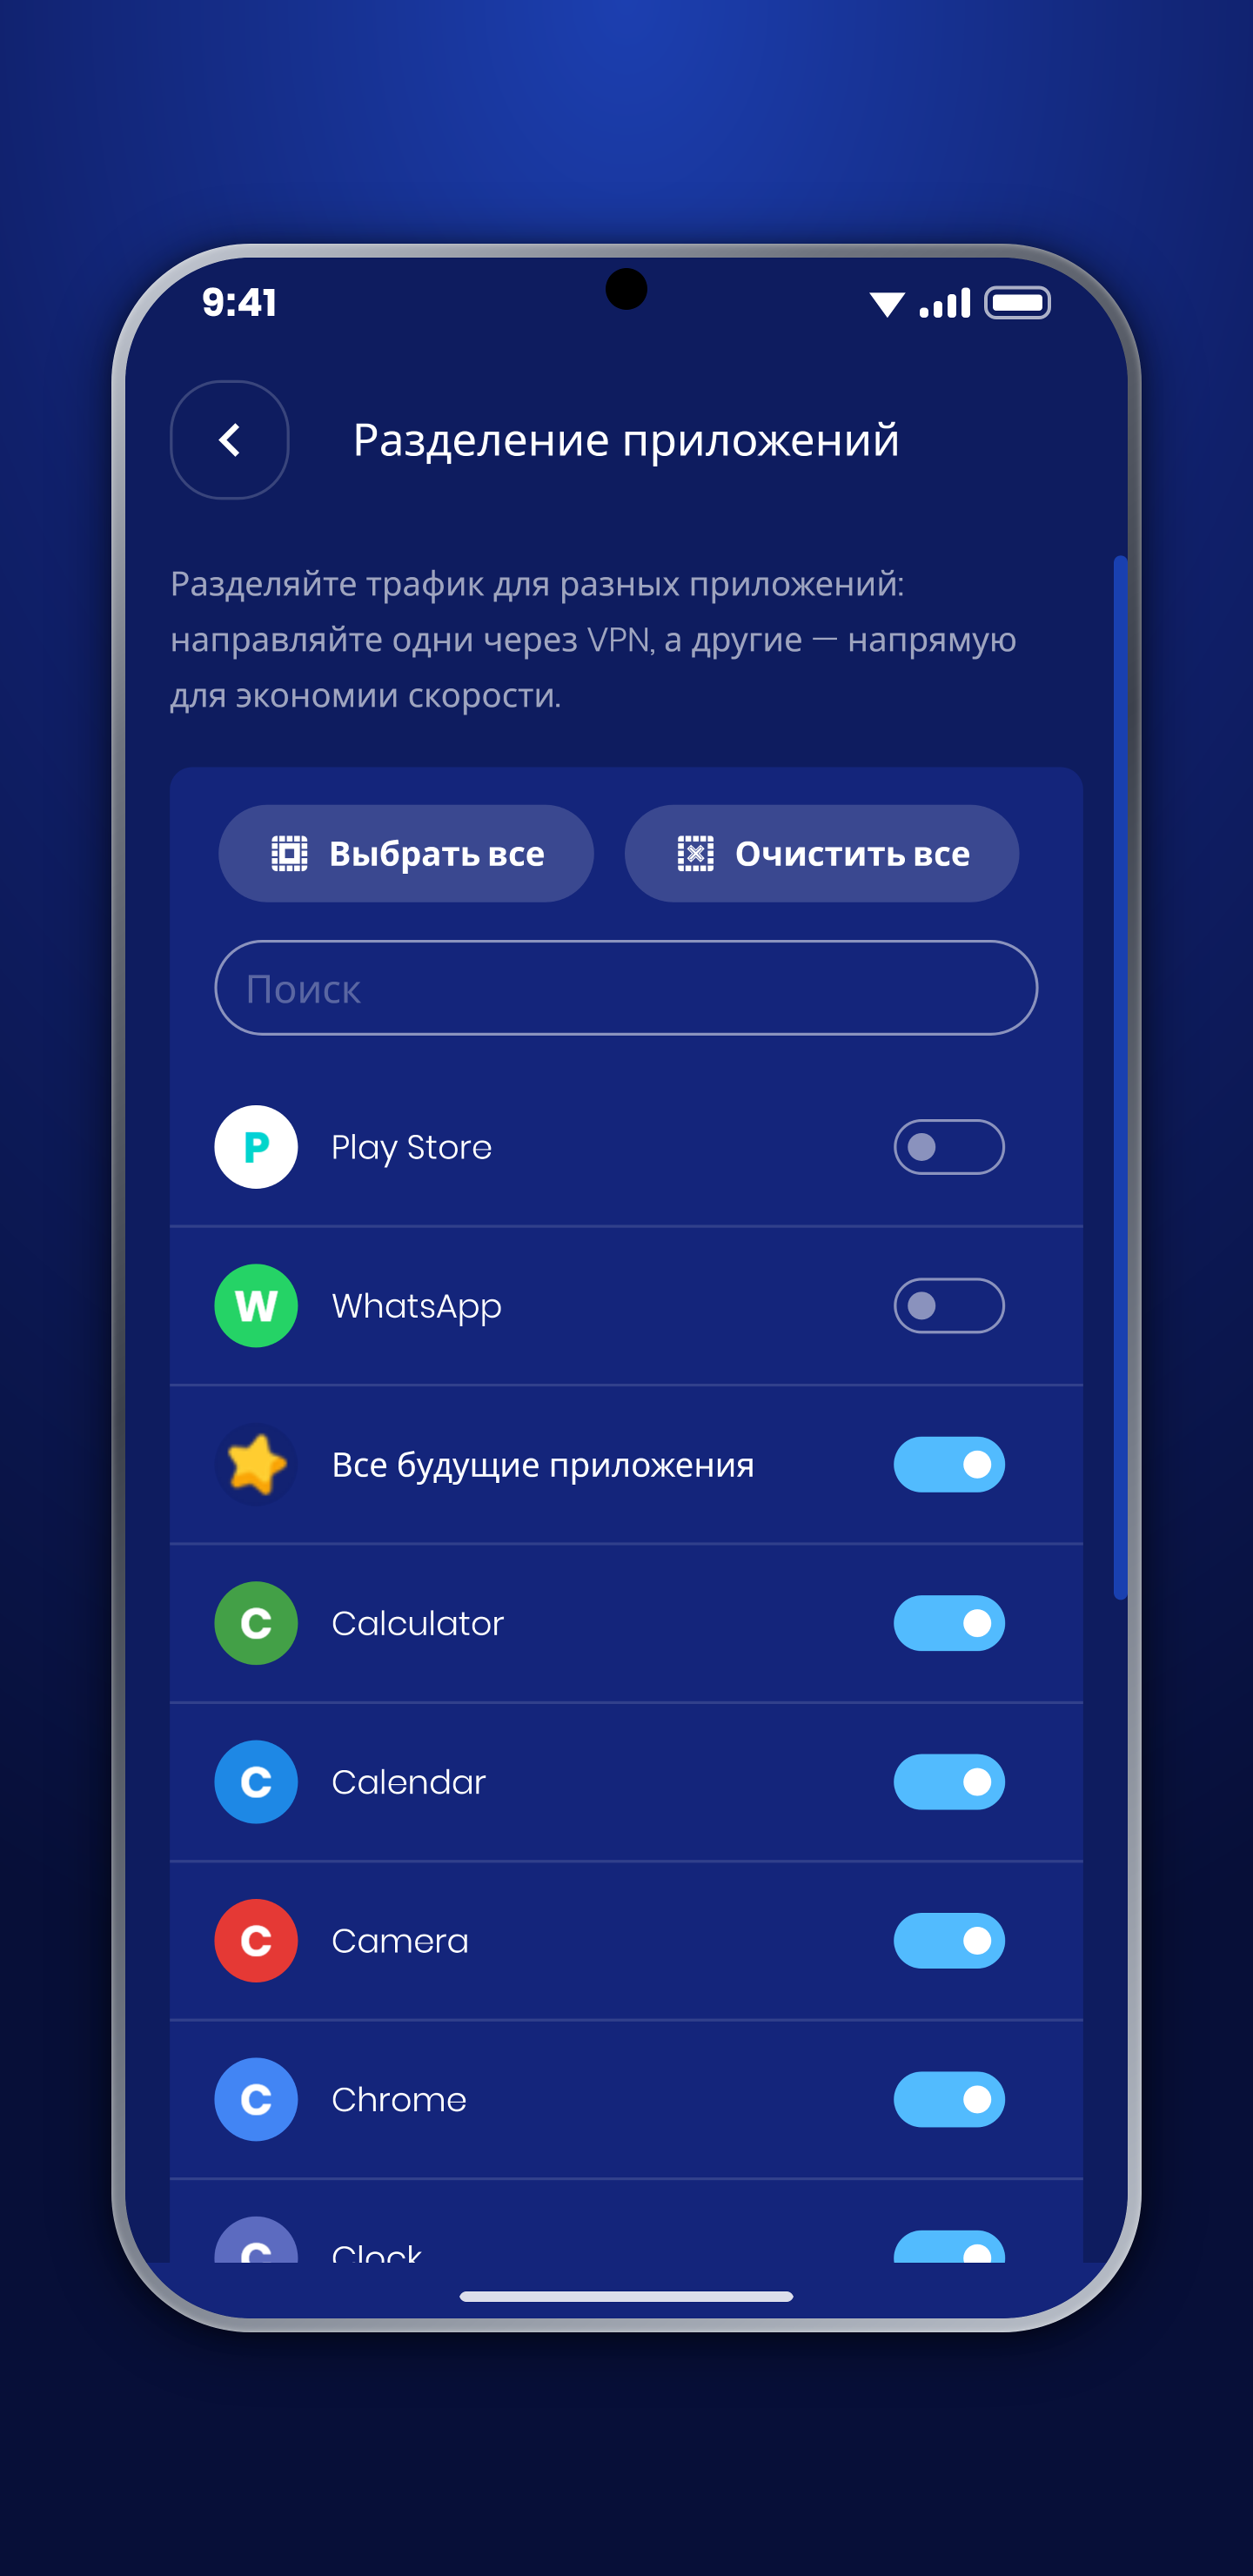 9:41
Разделение приложений
Разделяйте трафик для разных приложений:
направляйте одни через VPN, а другие — напрямую
для экономии скорости.
Выбрать все
Очистить все
Поиск
P Play Store
W WhatsApp
Все будущие приложения
C Calculator
C Calendar
C Camera
C Chrome
C Clock